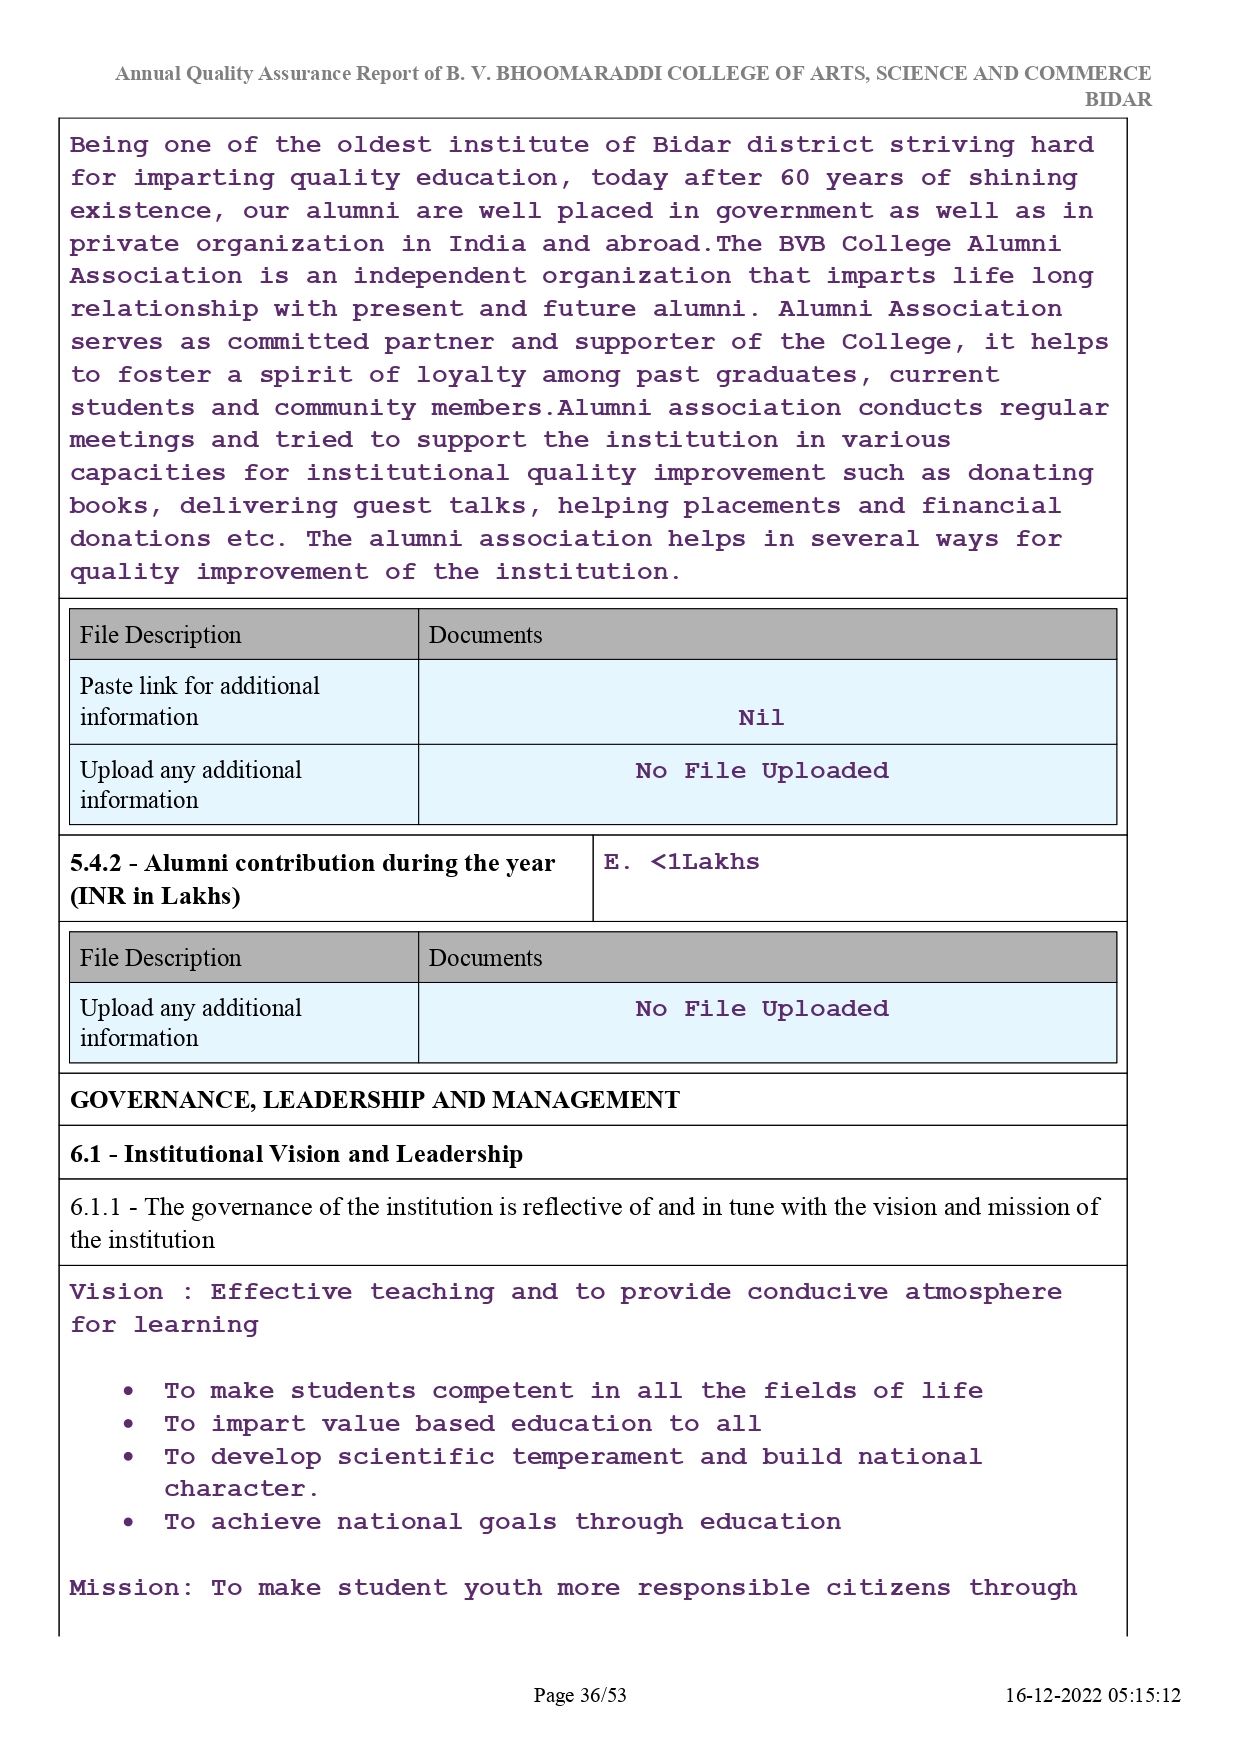 Annual Quality Assurance Report of B. V. BHOOMARADDI COLLEGE OF ARTS, SCIENCE AND COMMERCE
BIDAR
Being one of the oldest institute of Bidar district striving hard
for imparting quality education, today after 60 years of shining
existence, our alumni are well placed in government as well as in
private organization in India and abroad.The BVB College Alumni
Association is an independent organization that imparts life long
relationship with present and future alumni. Alumni Association
serves as committed partner and supporter of the College, it helps
to foster a spirit of loyalty among past graduates, current
students and community members.Alumni association conducts regular
meetings and tried to support the institution in various
capacities for institutional quality improvement such as donating
books, delivering guest talks, helping placements and financial
donations etc. The alumni association helps in several ways for
quality improvement of the institution.
File Description Documents
Paste link for additional
information Nil
Upload any additional No File Uploaded
information
5.4.2 - Alumni contribution during the year E. <1Lakhs
(INR in Lakhs)
File Description Documents
Upload any additional No File Uploaded
information
GOVERNANCE, LEADERSHIP AND MANAGEMENT
6.1 - Institutional Vision and Leadership
6.1.1 - The governance of the institution is reflective of and in tune with the vision and mission of
the institution
Vision : Effective teaching and to provide conducive atmosphere
for learning
• To make students competent in all the fields of life
• To impart value based education to all
• To develop scientific temperament and build national
character.
• To achieve national goals through education
Mission: To make student youth more responsible citizens through
Page 36/53 16-12-2022 05:15:12